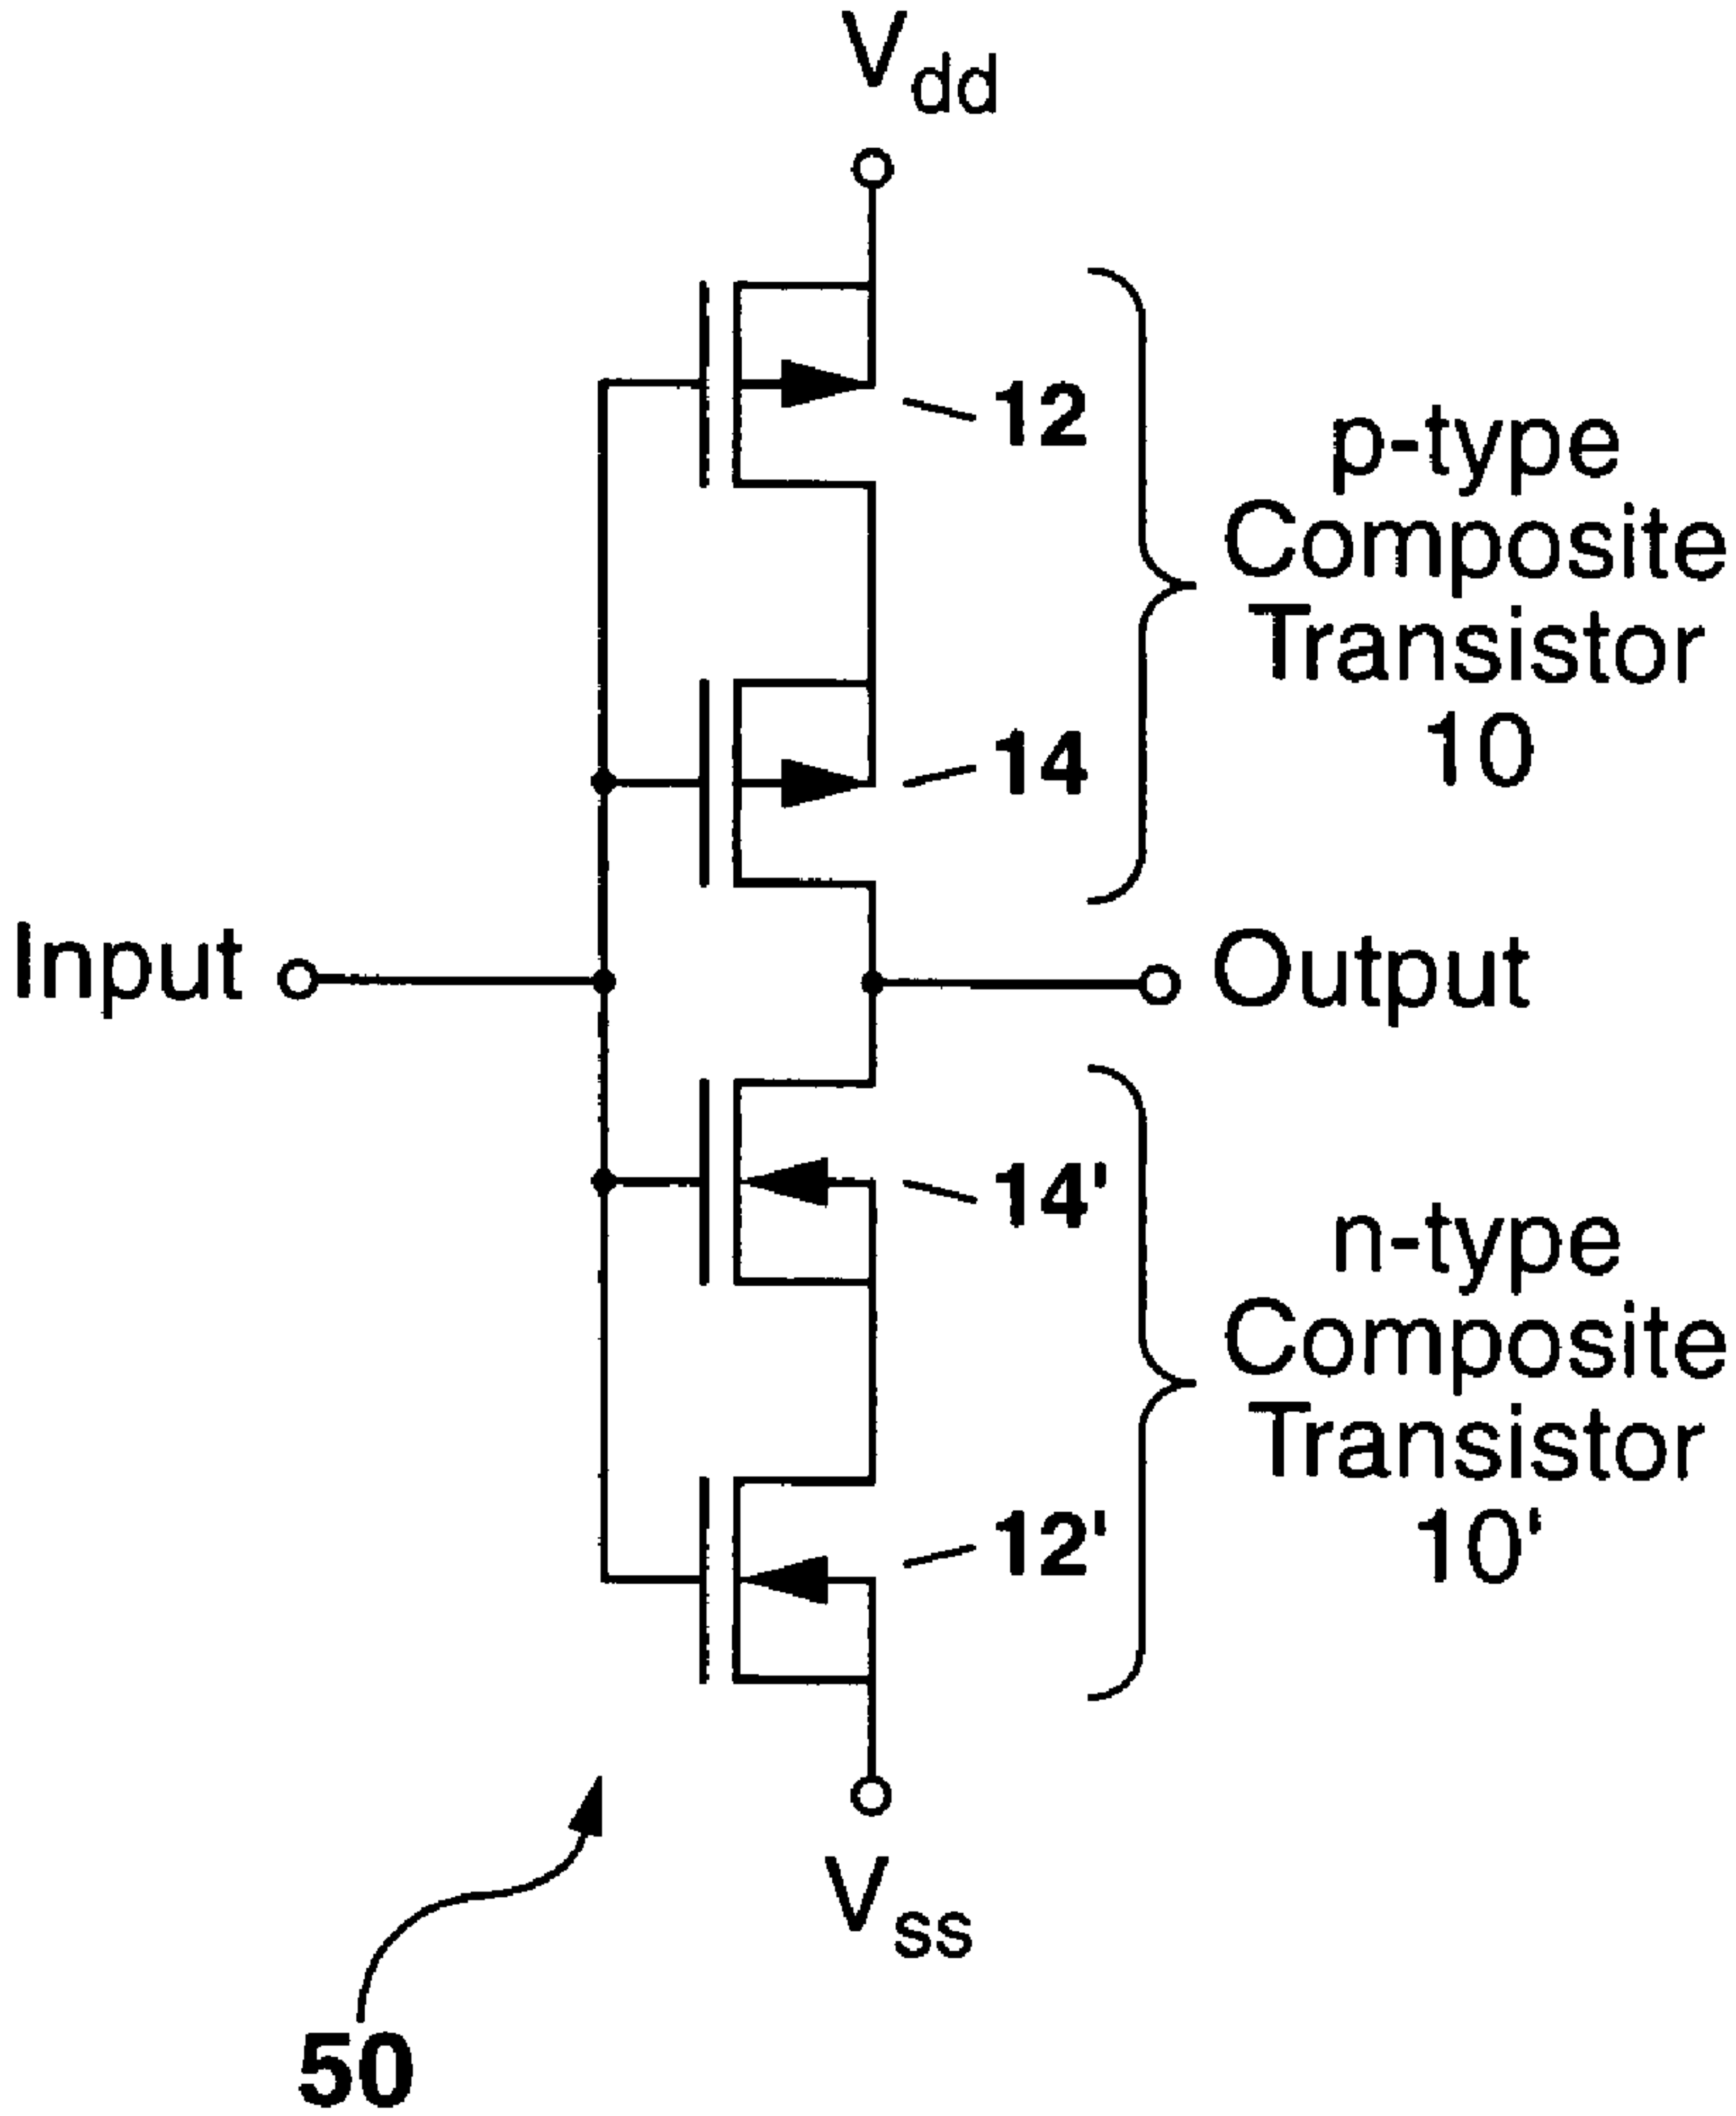 Vdd
12
p-type
Composite
Transistor
10
14
Input
Output
14'
n-type
Composite
Transistor
10'
12'
Vss
50